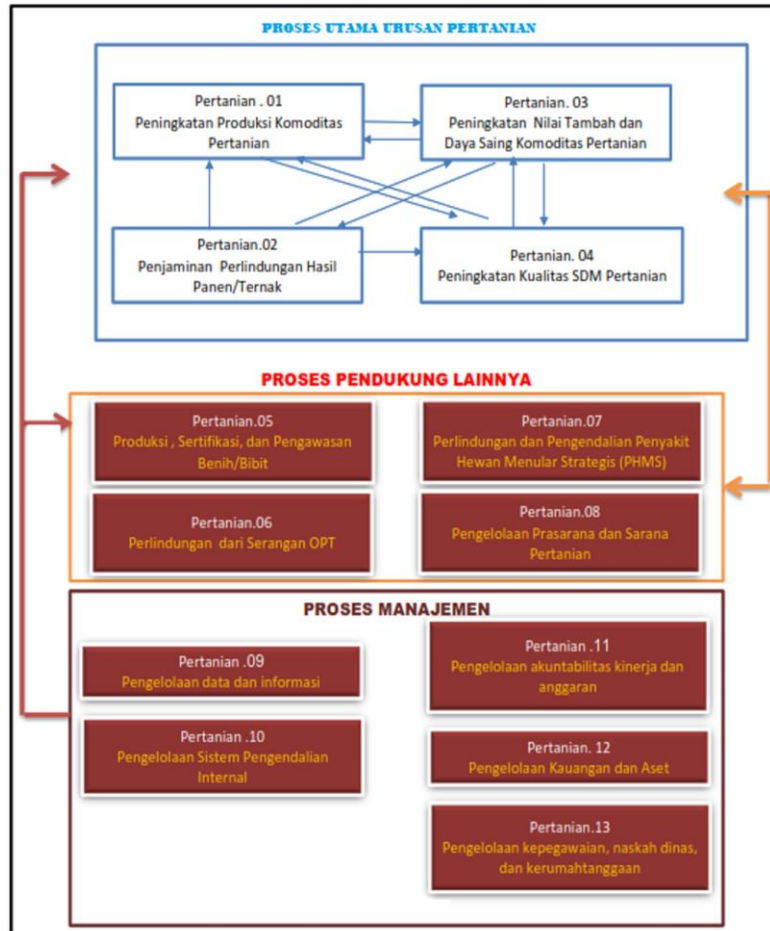 PROSES UTAMA URUSAN PERTANIAN
Pertanian . 01
Peningkatan Produksi Komoditas
Pertanian
Pertanian. 03
Peningkatan Nilai Tambah dan
Daya Saing Komoditas Pertanian
Pertanian.02
Penjaminan Perlindungan Hasil
Panen/Ternak
Pertanian. 04
Peningkatan Kualitas SDM Pertanian
PROSES PENDUKUNG LAINNYA
Pertanian.05
Produksi , Sertifikasi, dan Pengawasan
Benih/Bibit
Pertanian.07
Perlindungan dan Pengendalian Penyakit
Hewan Menular Strategis (PHMS)
Pertanian.06
Perlindungan dari Serangan OPT
Pertanian.08
Pengelolaan Prasarana dan Sarana
Pertanian
PROSES MANAJEMEN
Pertanian .09
Pengelolaan data dan informasi
Pertanian .11
Pengelolaan akuntabilitas kinerja dan
anggaran
Pertanian .10
Pengelolaan Sistem Pengendalian
Internal
Pertanian. 12
Pengelolaan Kauangan dan Aset
Pertanian.13
Pengelolaan kepegawaian, naskah dinas,
dan kerumahtanggaan